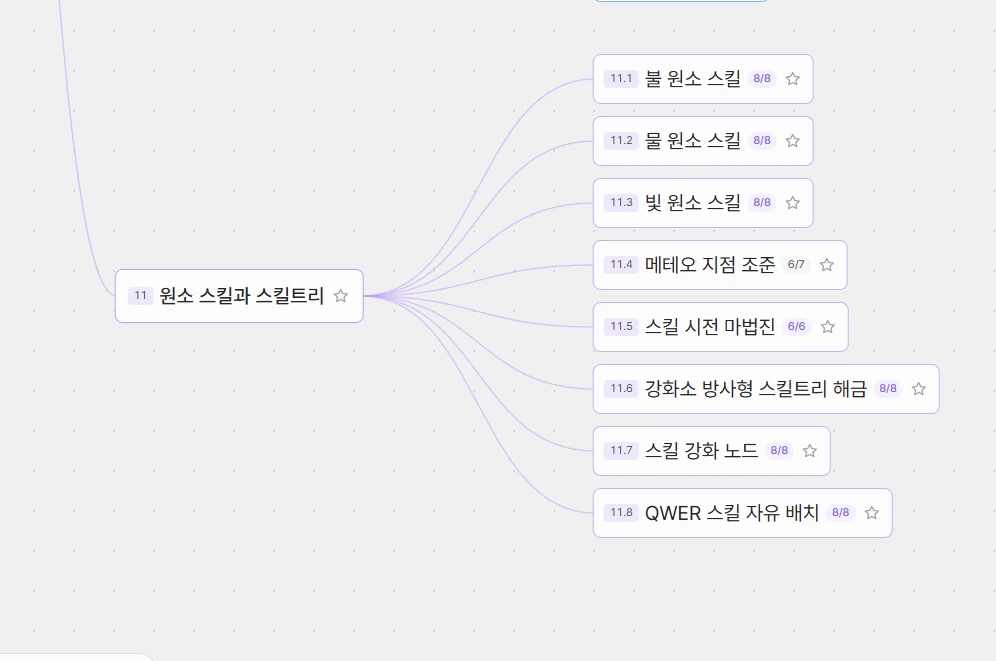 11.1 불 원소 스킬 8/8
11.2 물 원소 스킬 8/8
11.3 빛 원소 스킬 8/8
11.4 메테오 지점 조준 6/7
11 원소 스킬과 스킬트리
11.5 스킬 시전 마법진 6/6
11.6 강화소 방사형 스킬트리 해금 8/8
11.7 스킬 강화 노드 8/8
11.8 QWER 스킬 자유 배치 8/8